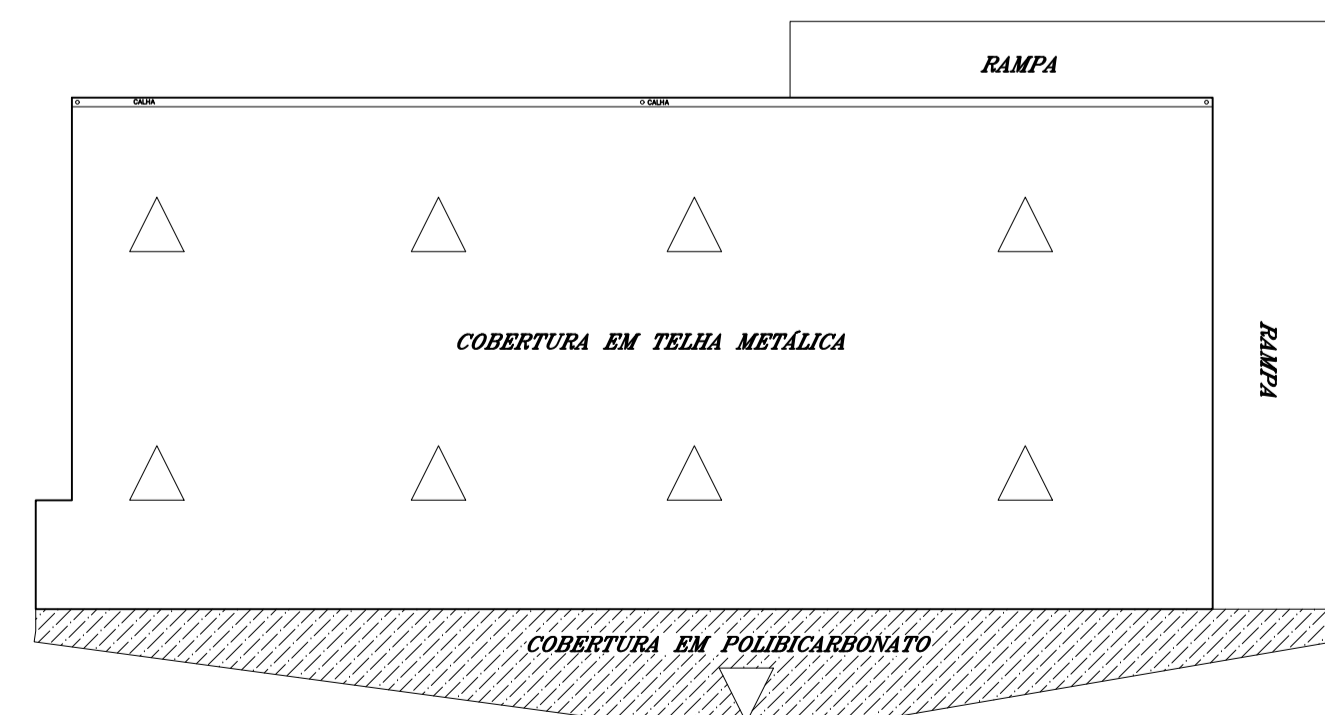 RAMPA
CALHA
CALHA
COBERTURA EM TELHA METÁLICA
RAMPA
COBERTURA EM POLIBICARBONATO